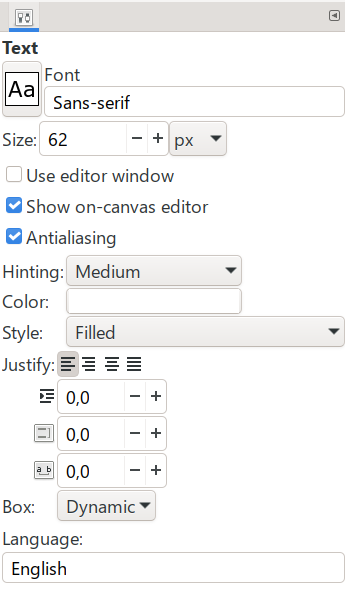 Text
Font
Aa
Sans-serif
Size: 62 px
Use editor window
Show on-canvas editor
Antialiasing
Hinting: Medium
Color:
Style: Filled
Justify:
0,0
0,0
a b 0,0
Box: Dynamic
Language:
English